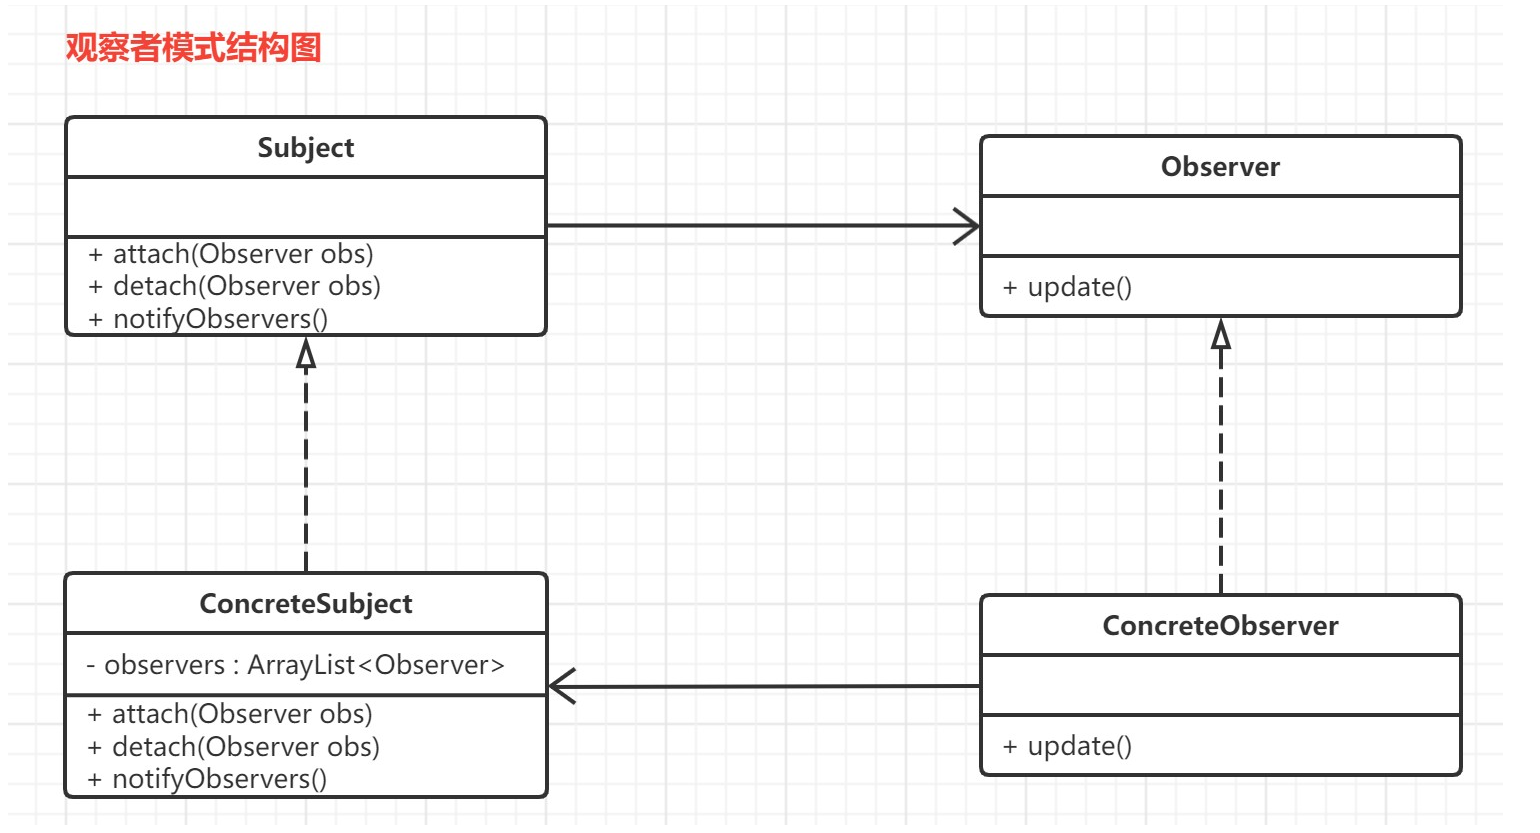 观察者模式结构图
Subject
+ attach(Observer obs)
+ detach(Observer obs)
+ notifyObservers()
Observer
+ update()
ConcreteSubject
- observers : ArrayList<Observer>
+ attach(Observer obs)
+ detach(Observer obs)
+ notifyObservers()
ConcreteObserver
+ update()